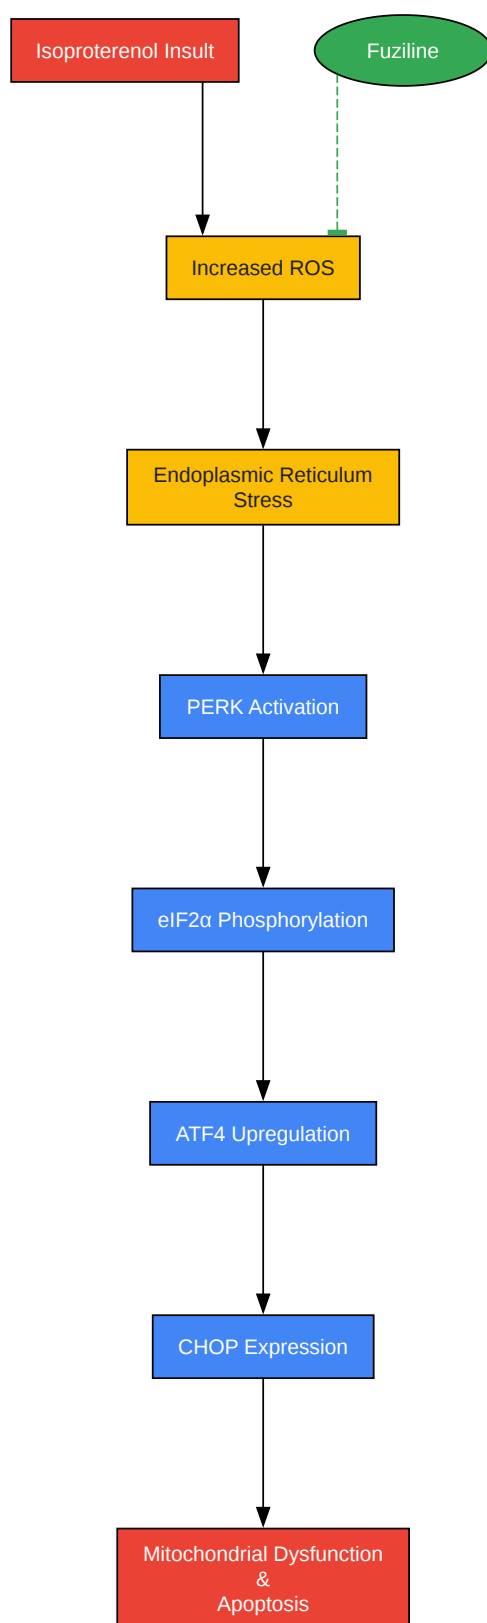 Isoproterenol Insult
Fuziline
Increased ROS
Endoplasmic Reticulum
Stress
PERK Activation
eIF2α Phosphorylation
ATF4 Upregulation
CHOP Expression
Mitochondrial Dysfunction
&
Apoptosis